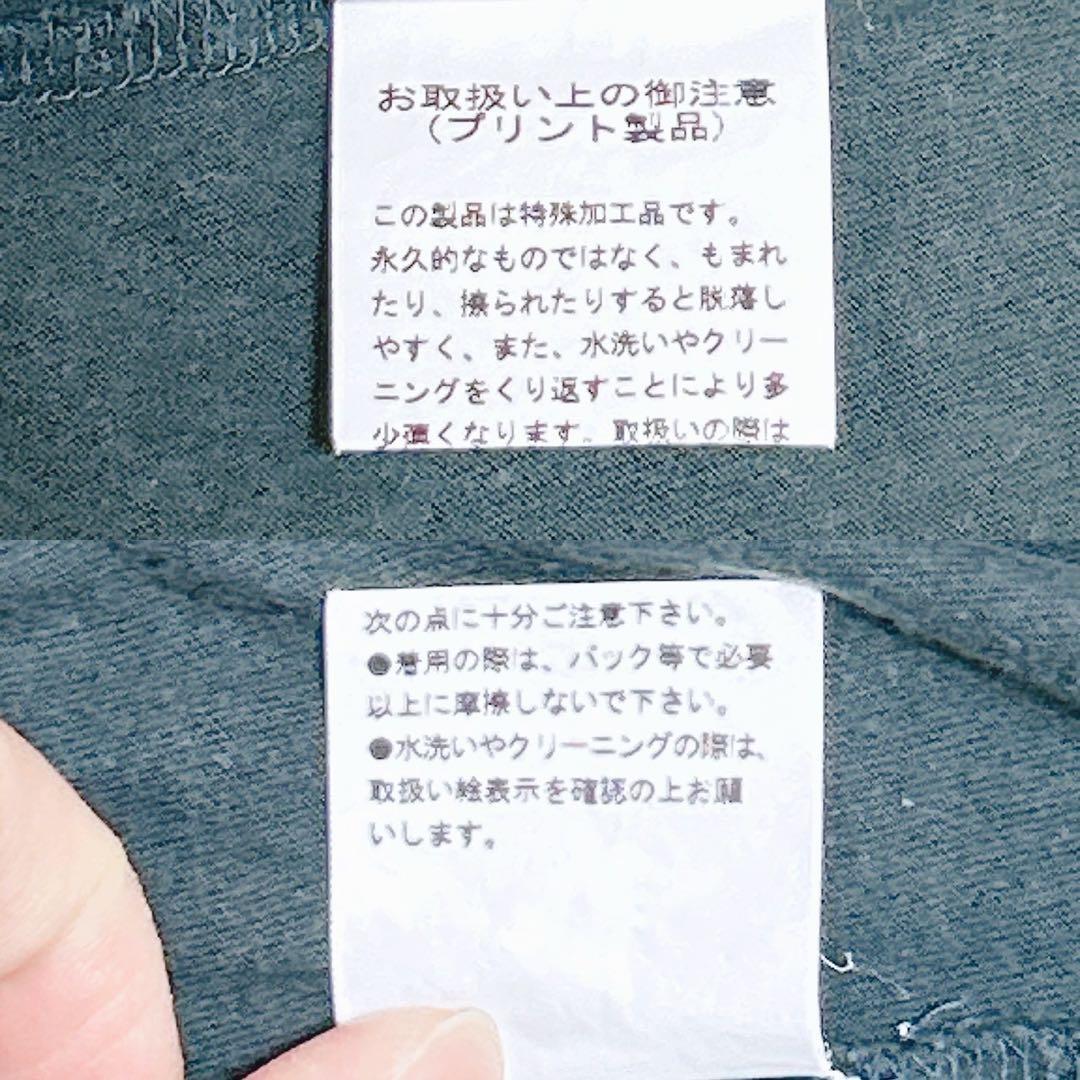 お取扱い上の御注意
(プリント製品)
この製品は特殊加工品です。
永久的なものではなく、もまれ
たり、擦られたりすると脱落し
やすく、また、水洗いやクリー
ニングをくり返すことにより多
少薄くなります。取扱いの際は
次の点に十分ご注意下さい。
●着用の際は、バック等で必要
以上に摩擦しないで下さい。
●水洗いやクリーニングの際は、
取扱い絵表示を確認の上お願
いします。